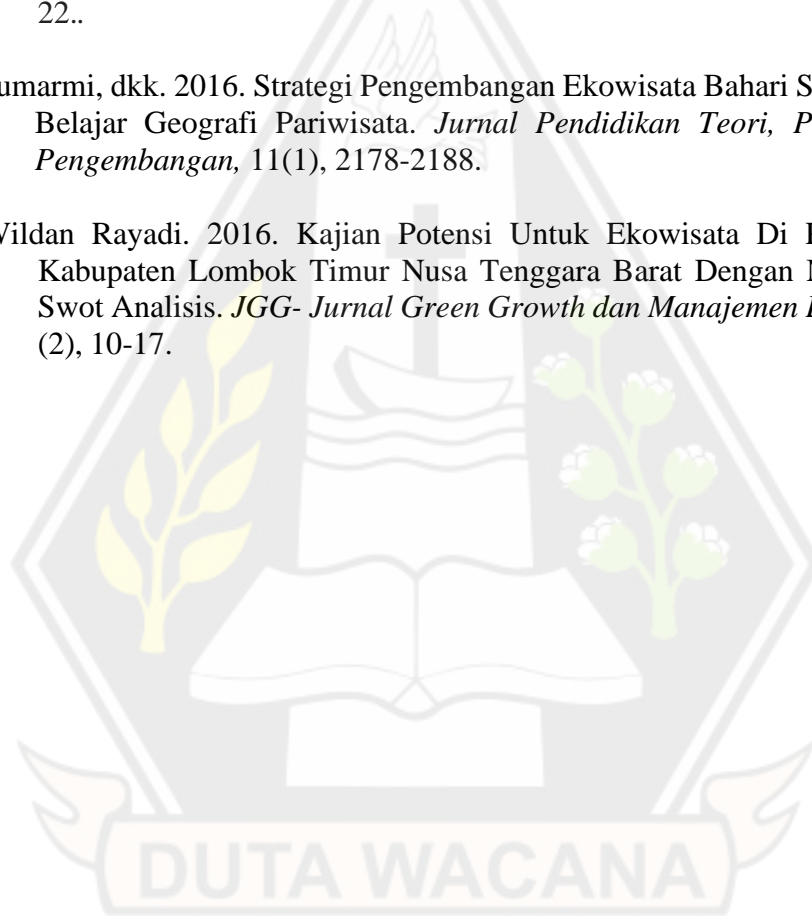 22..
umarmi, dkk. 2016. Strategi Pengembangan Ekowisata Bahari S
Belajar Geografi Pariwisata. Jurnal Pendidikan Teori, P
Pengembangan, 11(1), 2178-2188.
Wildan Rayadi. 2016. Kajian Potensi Untuk Ekowisata Di
Kabupaten Lombok Timur Nusa Tenggara Barat Dengan
Swot Analisis. JGG- Jurnal Green Growth dan Manajemen
(2), 10-17.
DUTA WACANA